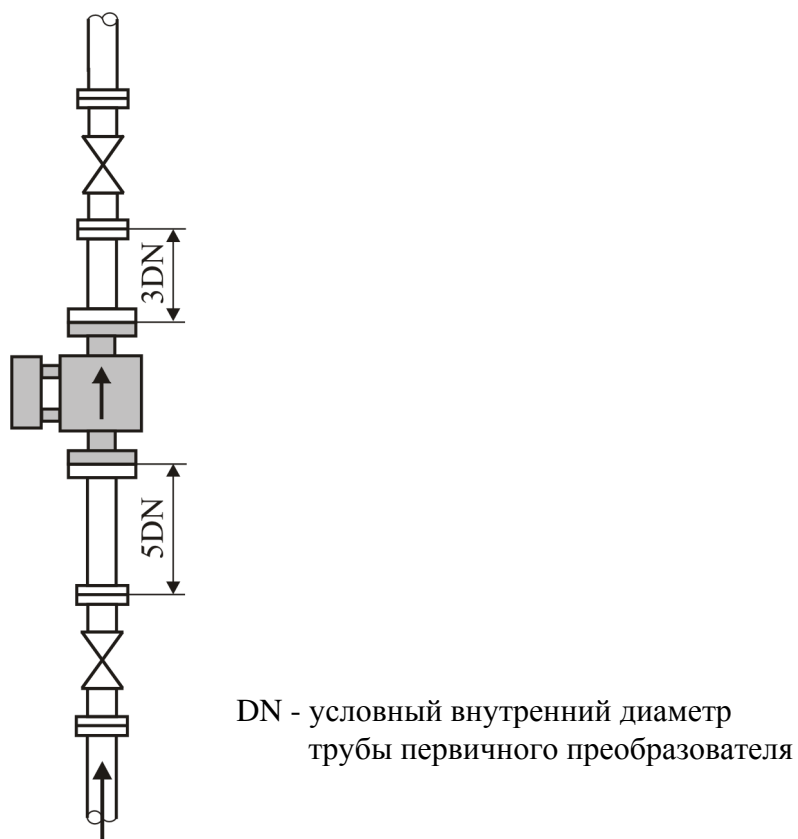 3DN
5DN
DN - условный внутренний диаметр
трубы первичного преобразователя